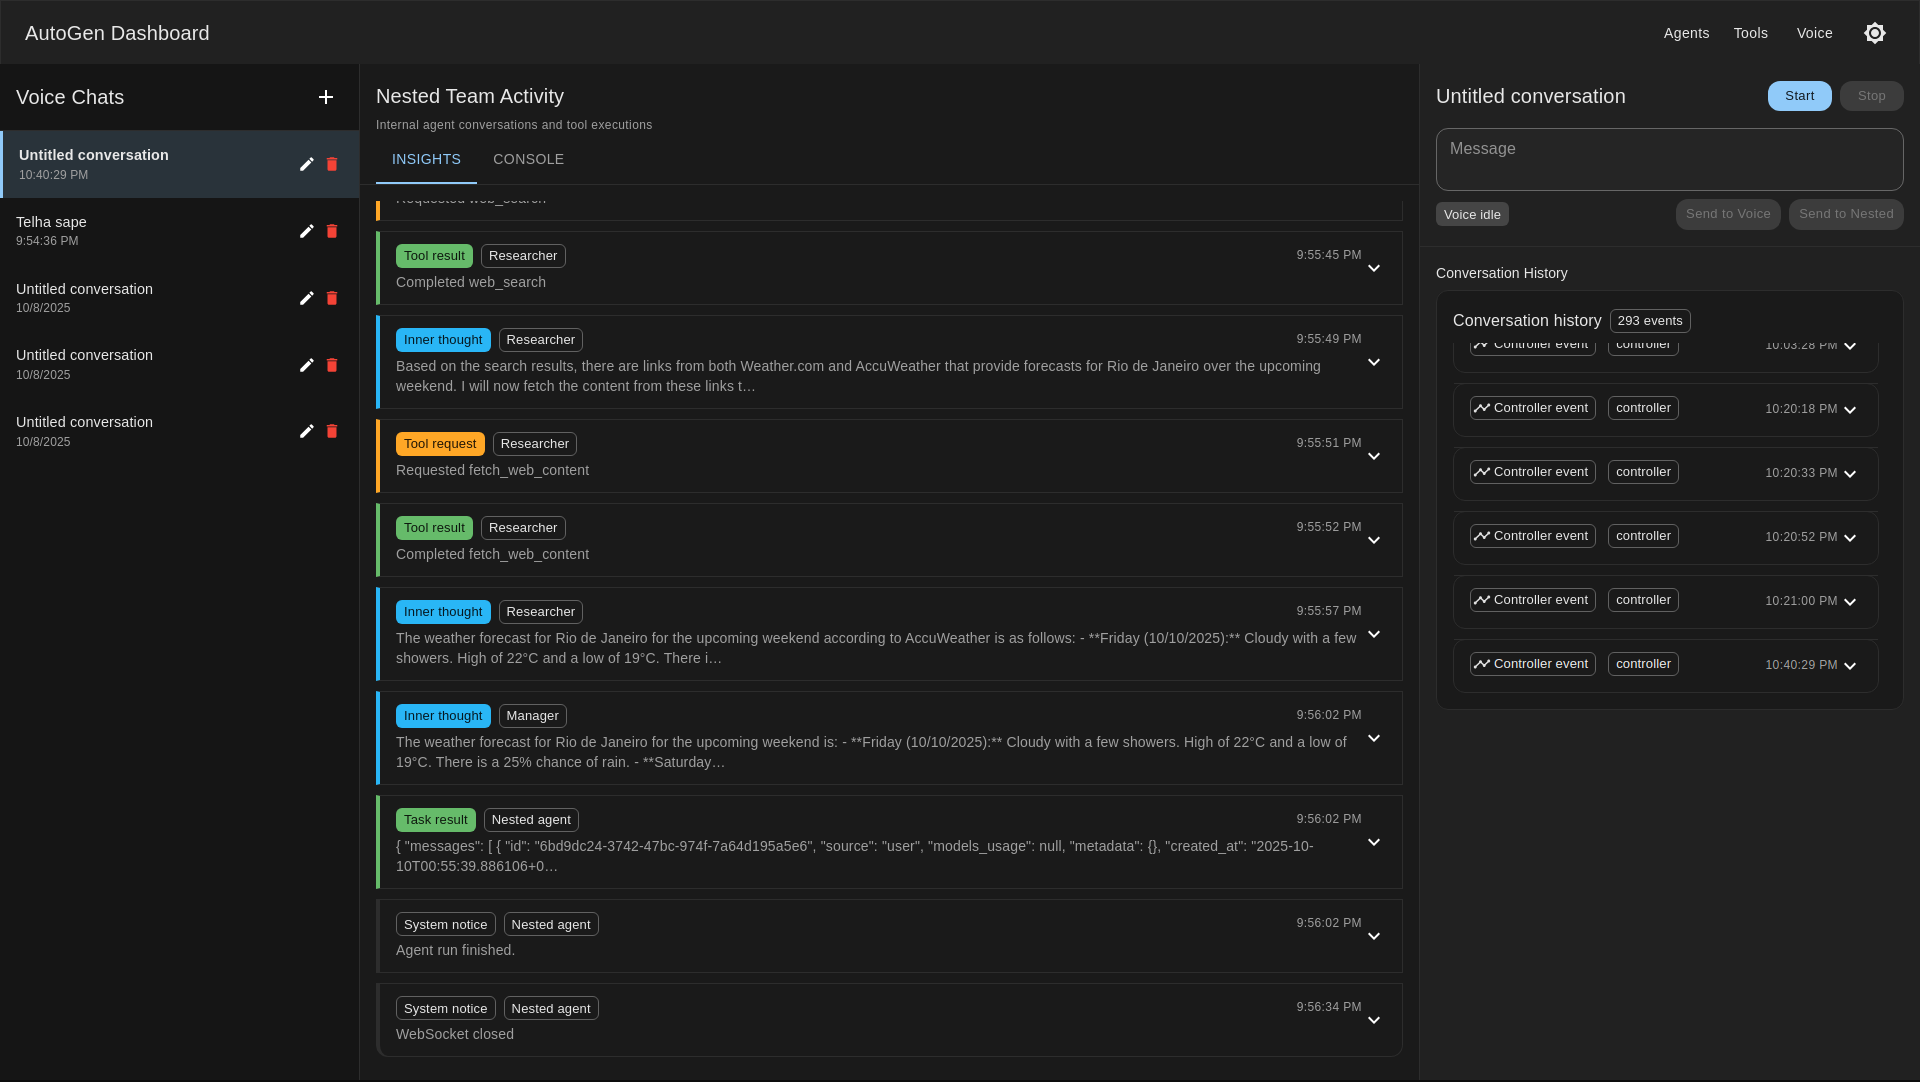 AutoGen Dashboard
Agents
Tools
Voice
Voice Chats
Untitled conversation
10:40:29 PM
Telha sape
9:54:36 PM
Untitled conversation
10/8/2025
Untitled conversation
10/8/2025
Untitled conversation
10/8/2025
Nested Team Activity
Internal agent conversations and tool executions
INSIGHTS
CONSOLE
Requested web_search
Tool result
Researcher
9:55:45 PM
Completed web_search
Inner thought
Researcher
9:55:49 PM
Based on the search results, there are links from both Weather.com and AccuWeather that provide forecasts for Rio de Janeiro over the upcoming
weekend. I will now fetch the content from these links t…
Tool request
Researcher
9:55:51 PM
Requested fetch_web_content
Tool result
Researcher
9:55:52 PM
Completed fetch_web_content
Inner thought
Researcher
9:55:57 PM
The weather forecast for Rio de Janeiro for the upcoming weekend according to AccuWeather is as follows: - **Friday (10/10/2025):** Cloudy with a few
showers. High of 22°C and a low of 19°C. There i…
Inner thought
Manager
9:56:02 PM
The weather forecast for Rio de Janeiro for the upcoming weekend is: - **Friday (10/10/2025):** Cloudy with a few showers. High of 22°C and a low of
19°C. There is a 25% chance of rain. - **Saturday…
Task result
Nested agent
9:56:02 PM
{ "messages": [ { "id": "6bd9dc24-3742-47bc-974f-7a64d195a5e6", "source": "user", "models_usage": null, "metadata": {}, "created_at": "2025-10-
10T00:55:39.886106+0…
System notice
Nested agent
9:56:02 PM
Agent run finished.
System notice
Nested agent
9:56:34 PM
WebSocket closed
Untitled conversation
Start
Stop
Message
Voice idle
Send to Voice
Send to Nested
Conversation History
Conversation history
293 events
Controller event
controller
10:03:28 PM
Controller event
controller
10:20:18 PM
Controller event
controller
10:20:33 PM
Controller event
controller
10:20:52 PM
Controller event
controller
10:21:00 PM
Controller event
controller
10:40:29 PM